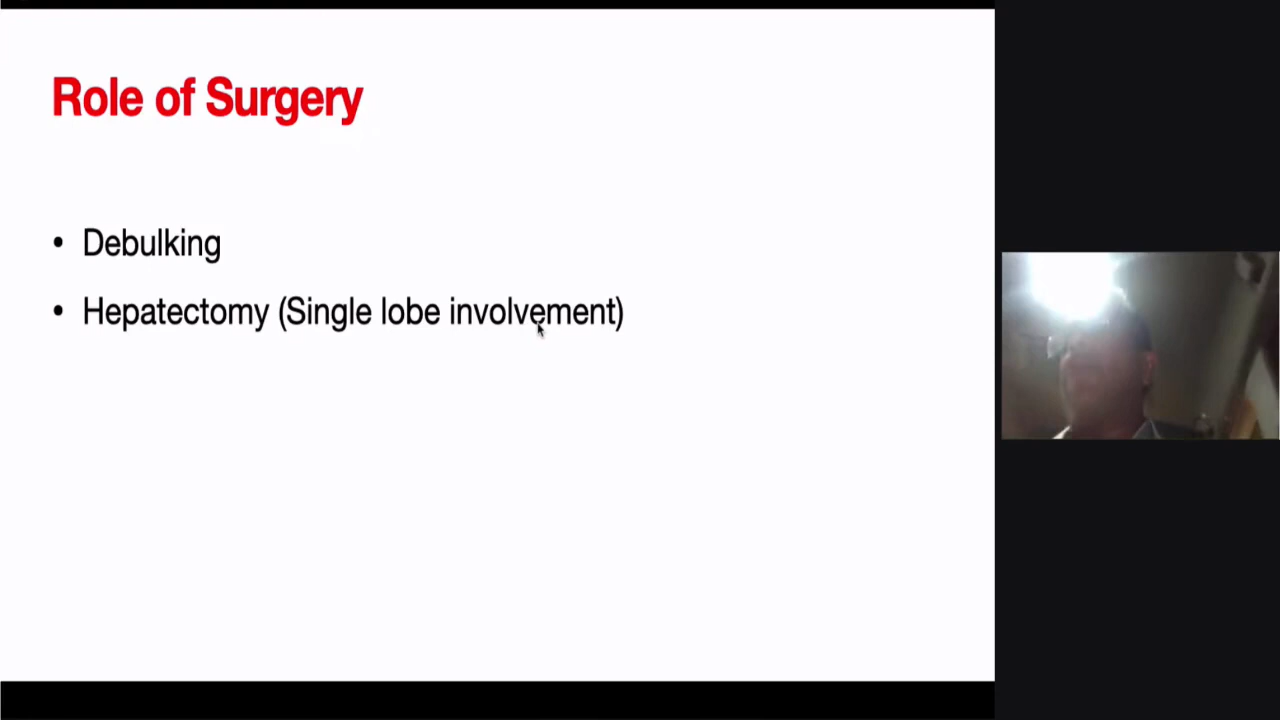 Role of Surgery
• Debulking
• Hepatectomy (Single lobe involvement)